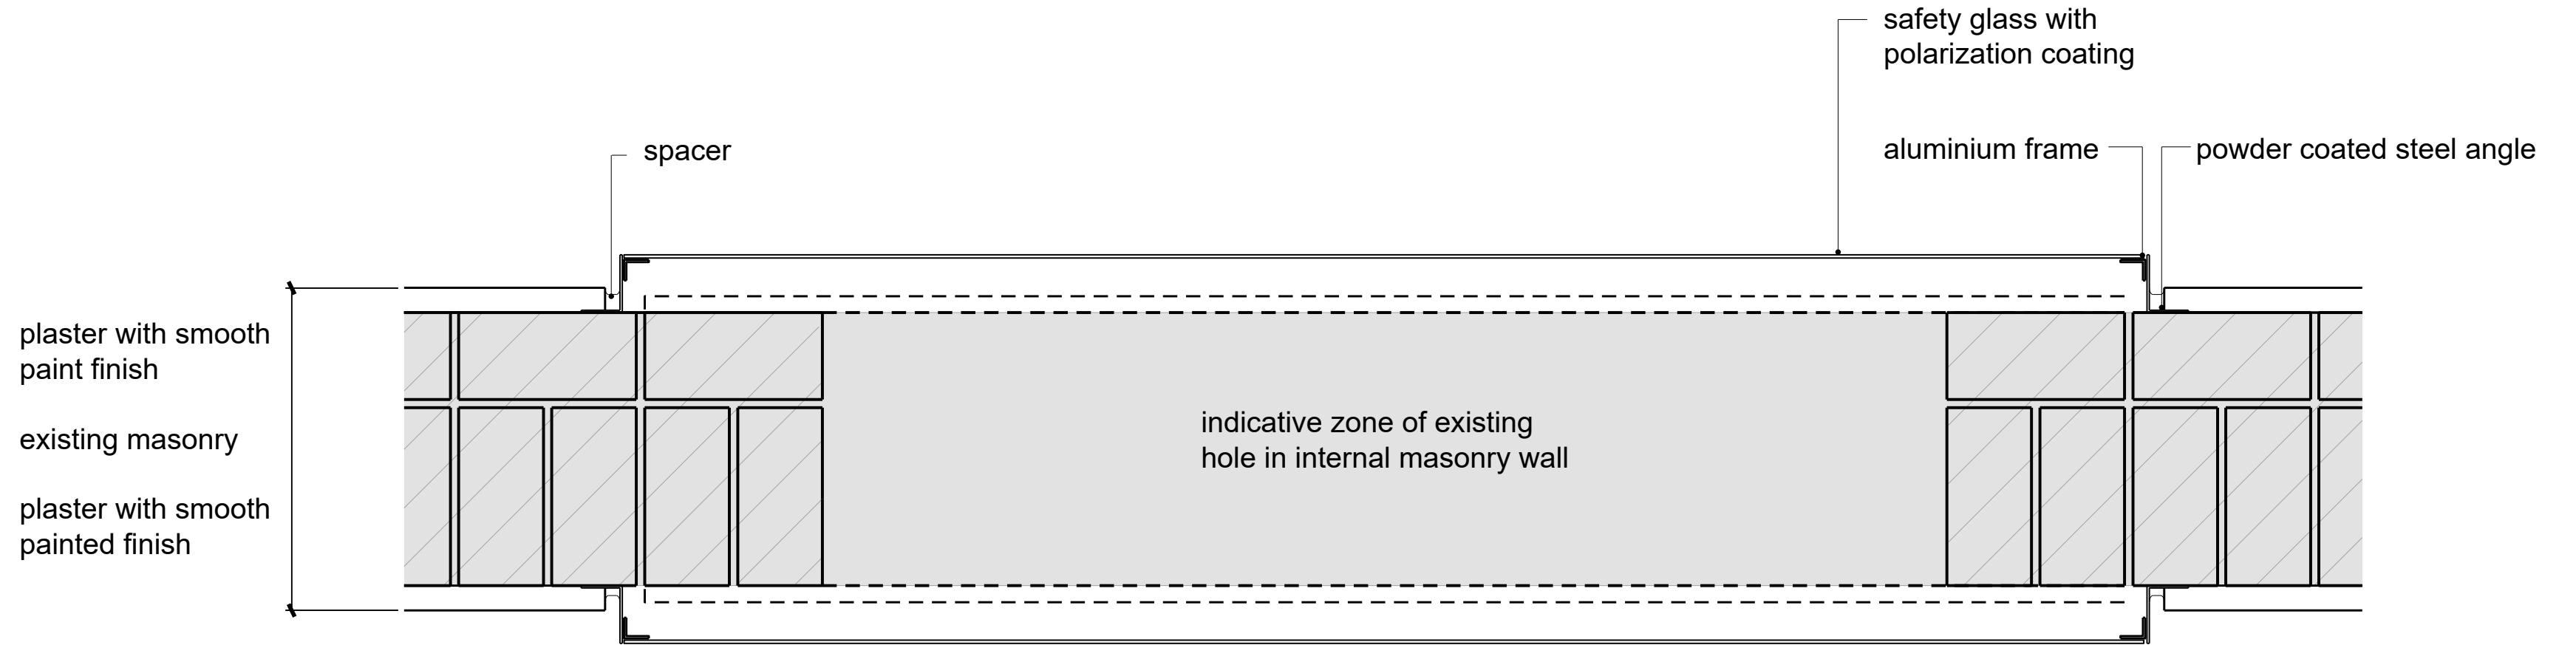 safety glass with
polarization coating
spacer
aluminium frame
powder coated steel angle
plaster with smooth
paint finish
existing masonry
plaster with smooth
painted finish
indicative zone of existing
hole in internal masonry wall